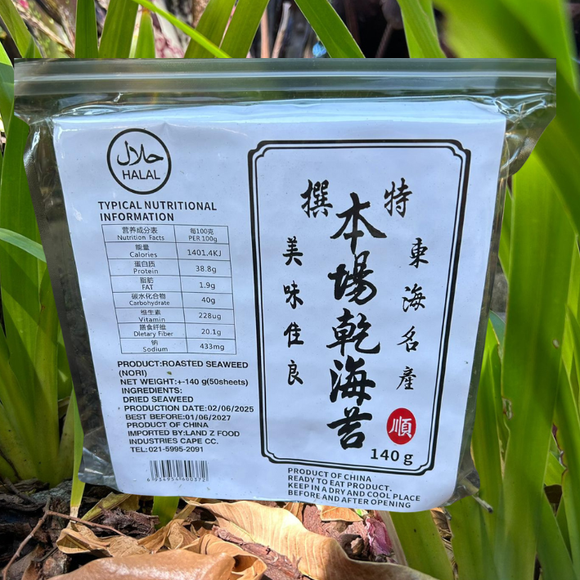 حلال
HALAL
TYPICAL NUTRITIONAL
INFORMATION
营养成分表 每100克
Nutrition Facts PER 100g
能量
Calories 1401.4KJ
蛋白质
Protein 38.8g
脂肪
FAT 1.9g
碳水化合物
Carbohydrate 40g
维生素
Vitamin 228ug
膳食纤维
Dietary Fiber 20.1g
钠
Sodium 433mg
PRODUCT:ROASTED SEAWEED
(NORI)
NET WEIGHT:+-140 g(50sheets)
INGREDIENTS:
DRIED SEAWEED
PRODUCTION DATE:02/06/2025
BEST BEFORE:01/06/2027
PRODUCT OF CHINA
IMPORTED BY:LAND Z FOOD
INDUSTRIES CAPE CC.
TEL:021-5995-2091
特撰
東海名產
本場乾海苔
美味佳良
順
140 g
PRODUCT OF CHINA
READY TO EAT PRODUCT.
KEEP IN A DRY AND COOL PLACE
BEFORE AND AFTER OPENING